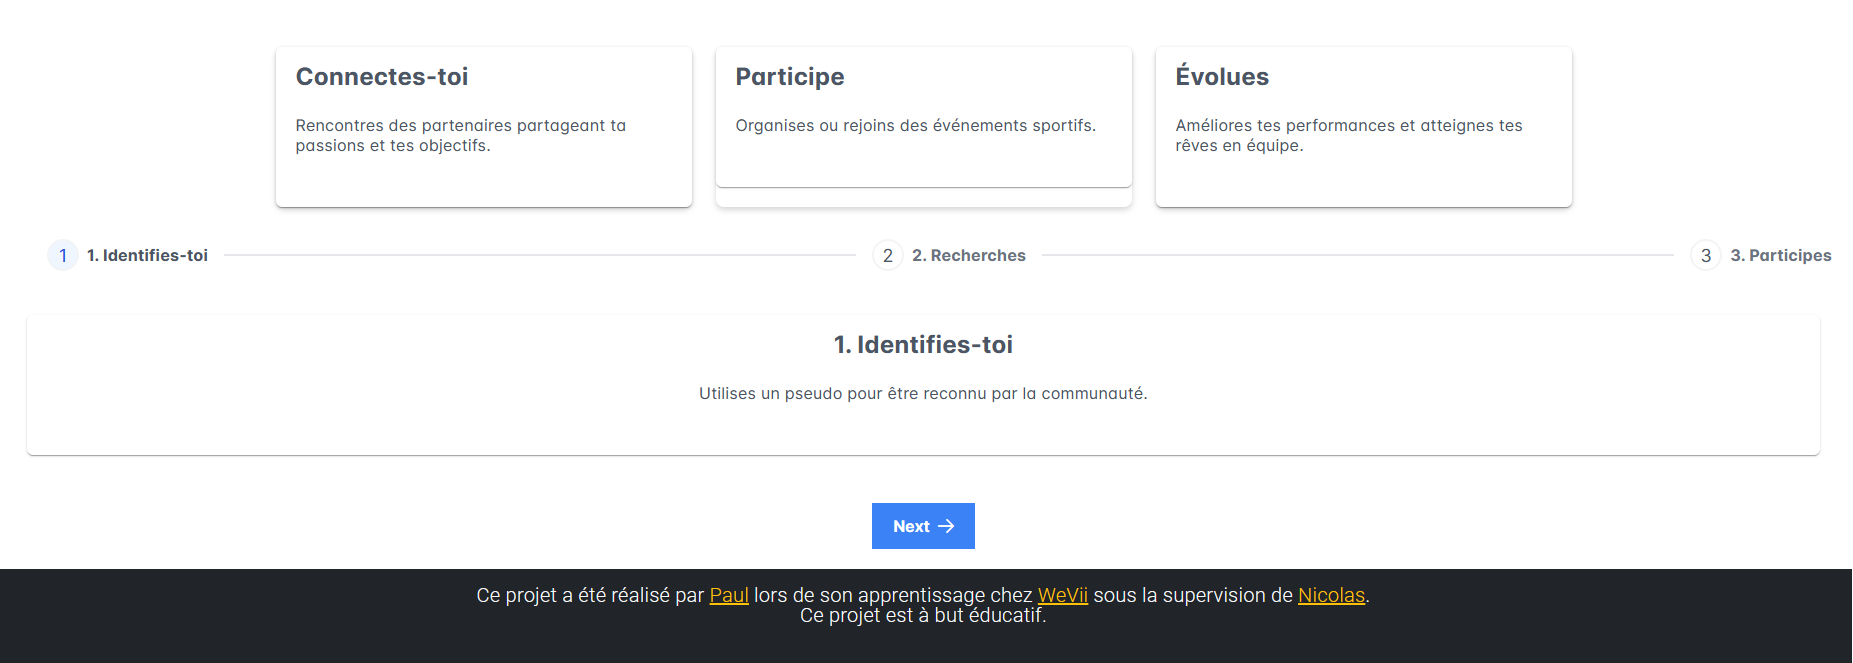 Connectes-toi
Rencontres des partenaires partageant ta
passions et tes objectifs.
Participe
Organises ou rejoins des événements sportifs.
Évolues
Améliores tes performances et atteignes tes
rêves en équipe.
1 1. Identifies-toi
2 2. Recherches
3 3. Participes
1. Identifies-toi
Utilises un pseudo pour être reconnu par la communauté.
Next →
Ce projet a été réalisé par Paul lors de son apprentissage chez WeVii sous la supervision de Nicolas.
Ce projet est à but éducatif.